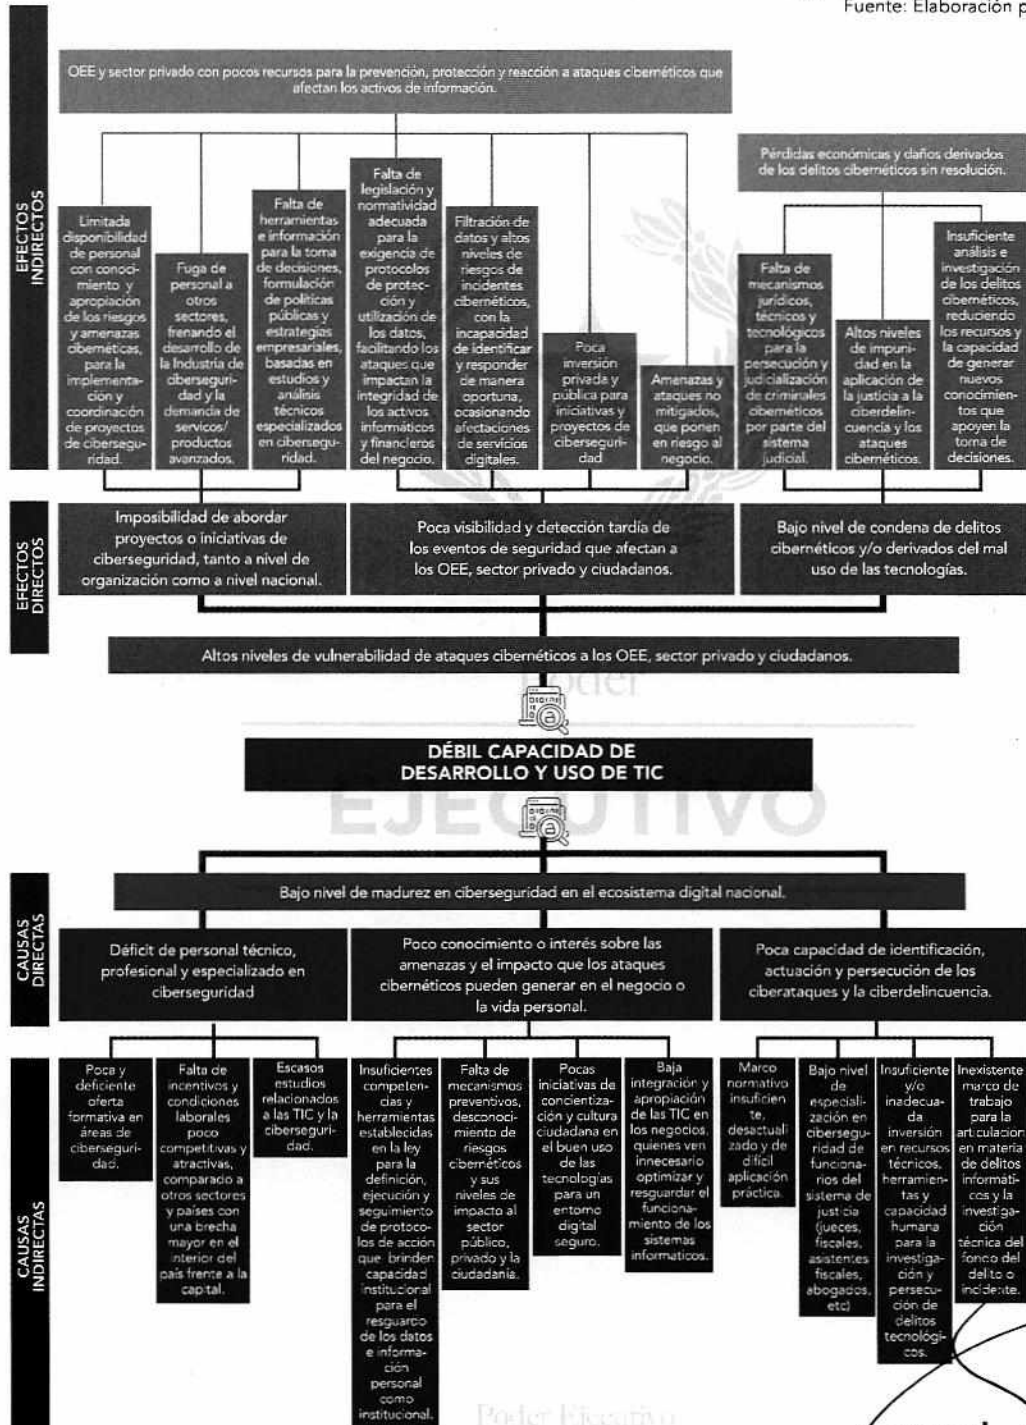 Fuente: Elaboración p
EFECTOS
INDIRECTOS
OEE y sector privado con pocos recursos para la prevención, protección y reacción a ataques cibernéticos que
afectan los activos de información.
Pérdidas económicas y daños derivados
de los delitos cibernéticos sin resolución.
Limitada
disponibilidad
de personal
con conoci-
miento y
apropiación
de los riesgos
y amenazas
cibernéticas,
para la
implementa-
ción y
coordinación
de proyectos
de cibersegu-
ridad.
Fuga de
personal a
otros
sectores,
frenando el
desarrollo de
la Industria de
ciberseguri-
dad y la
demanda de
servicios/
productos
avanzados.
Falta de
herramientas
e información
para la toma
de decisiones,
formulación
de políticas
públicas y
estrategias
empresariales,
basadas en
estudios y
análisis
técnicos
especializados
en cibersegu-
ridad.
Falta de
legislación y
normatividad
adecuada
para la
exigencia de
protocolos
de protec-
ción y
utilización de
los datos,
facilitando los
ataques que
impactan la
integridad de
los activos
informáticos
y financieros
del negocio.
Filtración de
datos y altos
niveles de
riesgos de
incidentes
cibernéticos,
con la
incapacidad
de identificar
y responder
de manera
oportuna,
ocasionando
afectaciones
de servicios
digitales.
Poca
inversión
privada y
pública para
iniciativas y
proyectos de
ciberseguri-
dad
Amenazas y
ataques no
mitigados,
que ponen
en riesgo al
negocio.
Falta de
mecanismos
jurídicos,
técnicos y
tecnológicos
para la
persecución y
judicialización
de criminales
cibernéticos
por parte del
sistema
judicial.
Altos niveles
de impuni-
dad en la
aplicación de
la justicia a la
ciberdelin-
cuencia y los
ataques
cibernéticos.
Insuficiente
análisis e
investigación
de los delitos
cibernéticos,
reduciendo
los recursos y
la capacidad
de generar
nuevos
conocimien-
tos que
apoyen la
toma de
decisiones.
EFECTOS
DIRECTOS
Imposibilidad de abordar
proyectos o iniciativas de
ciberseguridad, tanto a nivel de
organización como a nivel nacional.
Poca visibilidad y detección tardía de
los eventos de seguridad que afectan a
los OEE, sector privado y ciudadanos.
Bajo nivel de condena de delitos
cibernéticos y/o derivados del mal
uso de las tecnologías.
Altos niveles de vulnerabilidad de ataques cibernéticos a los OEE, sector privado y ciudadanos.
Poder
DÉBIL CAPACIDAD DE
DESARROLLO Y USO DE TIC
EJECUTIVO
Bajo nivel de madurez en ciberseguridad en el ecosistema digital nacional.
CAUSAS
DIRECTAS
Déficit de personal técnico,
profesional y especializado en
ciberseguridad
Poco conocimiento o interés sobre las
amenazas y el impacto que los ataques
cibernéticos pueden generar en el negocio o
la vida personal.
Poca capacidad de identificación,
actuación y persecución de los
ciberataques y la ciberdelincuencia.
CAUSAS
INDIRECTAS
Poca y
deficiente
oferta
formativa en
áreas de
ciberseguri-
dad.
Falta de
incentivos y
condiciones
laborales
poco
competitivas y
atractivas,
comparado a
otros sectores
y países con
una brecha
mayor en el
interior del
país frente a la
capital.
Escasos
estudios
relacionados
a las TIC y la
ciberseguri-
dad.
Insuficientes
competen-
cias y
herramientas
establecidas
en la ley
para la
definición,
ejecución y
seguimiento
de protoco-
los de acción
que brinden
capacidad
institucional
para el
resguardo
de los datos
e informa-
ción
personal
como
institucional.
Falta de
mecanismos
preventivos,
desconoci-
miento de
riesgos
cibernéticos
y sus
niveles de
impacto al
sector
público,
privado y la
ciudadanía.
Pocas
iniciativas de
concientiza-
ción y cultura
ciudadana en
el buen uso
de las
tecnologías
para un
entorno
digital
seguro.
Baja
integración y
apropiación
de las TIC en
los negocios,
quienes ven
innecesario
optimizar y
resguardar el
funciona-
miento de los
sistemas
informaticos.
Marco
normativo
insuficien-
te,
desactuali
zado y de
difícil
aplicación
práctica.
Bajo nivel
de
especiali-
zación en
cibersegu-
ridad de
funciona-
rios del
sistema de
justicia
(jueces,
fiscales,
asistentes
fiscales,
abogados,
etc)
Insuficiente
y/o
inadecua-
da
inversión
en recursos
técnicos,
herramien-
tas y
capacidad
humana
para la
investiga-
ción y
persecu-
ción de
delitos
tecnológi-
cos.
Inexistente
marco de
trabajo
para la
articulación
en materia
de delitos
informáti-
cos y la
investiga-
ción
técnica del
fondo del
delito o
incidente.
Poder Ejecutivo